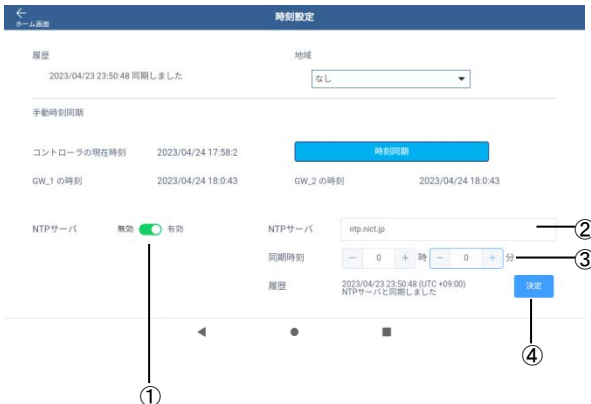 時刻設定
ホーム画面
履歴
地域
2023/04/23 23:50:48 同期しました
なし
手動時刻同期
コントローラの現在時刻 2023/04/24 17:58:2 時刻同期
GW_1 の時刻 2023/04/24 18:0:43 GW_2 の時刻 2023/04/24 18:0:43
NTPサーバ 無効 有効 NTPサーバ ntp.nict.jp ②
同期時刻 − 0 + 時 − 0 + 分 ③
履歴 2023/04/23 23:50:48 (UTC +09:00)
NTPサーバと同期しました
決定
④
①